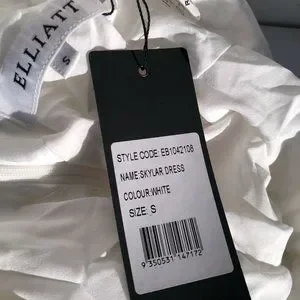 ELLIATT
S
STYLE CODE: EB1042108
NAME:SKYLAR DRESS
COLOUR:WHITE
SIZE: S
9 350531 147172